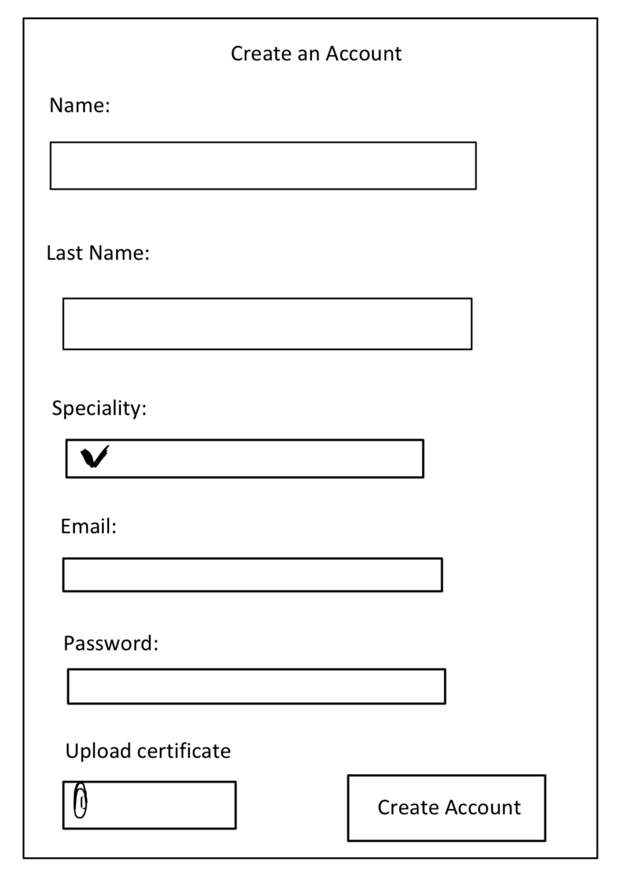 Create an Account
Name:
Last Name:
Speciality:
Email:
Password:
Upload certificate
Create Account